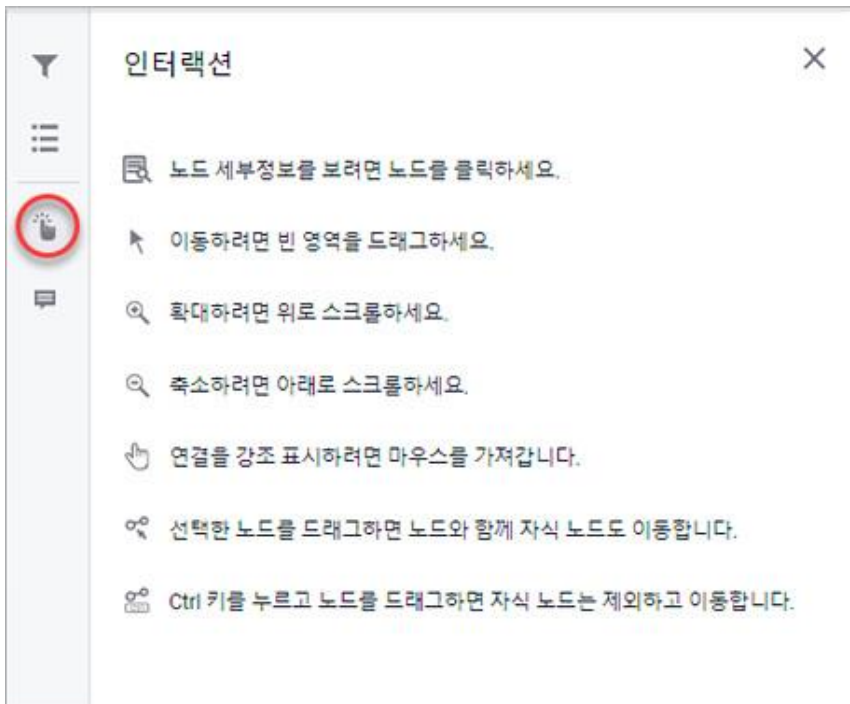 인터랙션
노드 세부정보를 보려면 노드를 클릭하세요.
이동하려면 빈 영역을 드래그하세요.
확대하려면 위로 스크롤하세요.
축소하려면 아래로 스크롤하세요.
연결을 강조 표시하려면 마우스를 가져갑니다.
선택한 노드를 드래그하면 노드와 함께 자식 노드도 이동합니다.
Ctrl 키를 누르고 노드를 드래그하면 자식 노드는 제외하고 이동합니다.